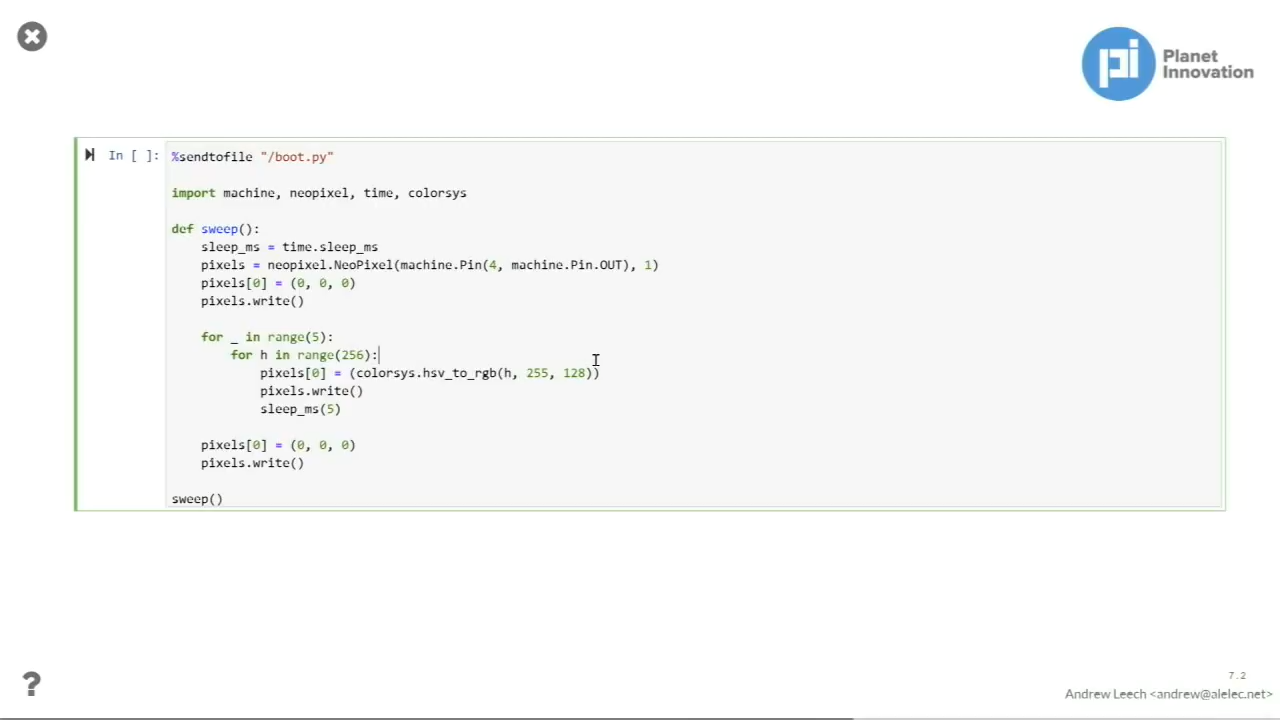 pi
Planet
Innovation
In [ ]:
%sendtofile "/boot.py"
import machine, neopixel, time, colorsys
def sweep():
    sleep_ms = time.sleep_ms
    pixels = neopixel.NeoPixel(machine.Pin(4, machine.Pin.OUT), 1)
    pixels[0] = (0, 0, 0)
    pixels.write()
    for _ in range(5):
        for h in range(256):
            pixels[0] = (colorsys.hsv_to_rgb(h, 255, 128))
            pixels.write()
            sleep_ms(5)
    pixels[0] = (0, 0, 0)
    pixels.write()
sweep()
?
7.2
Andrew Leech <andrew@alelec.net>